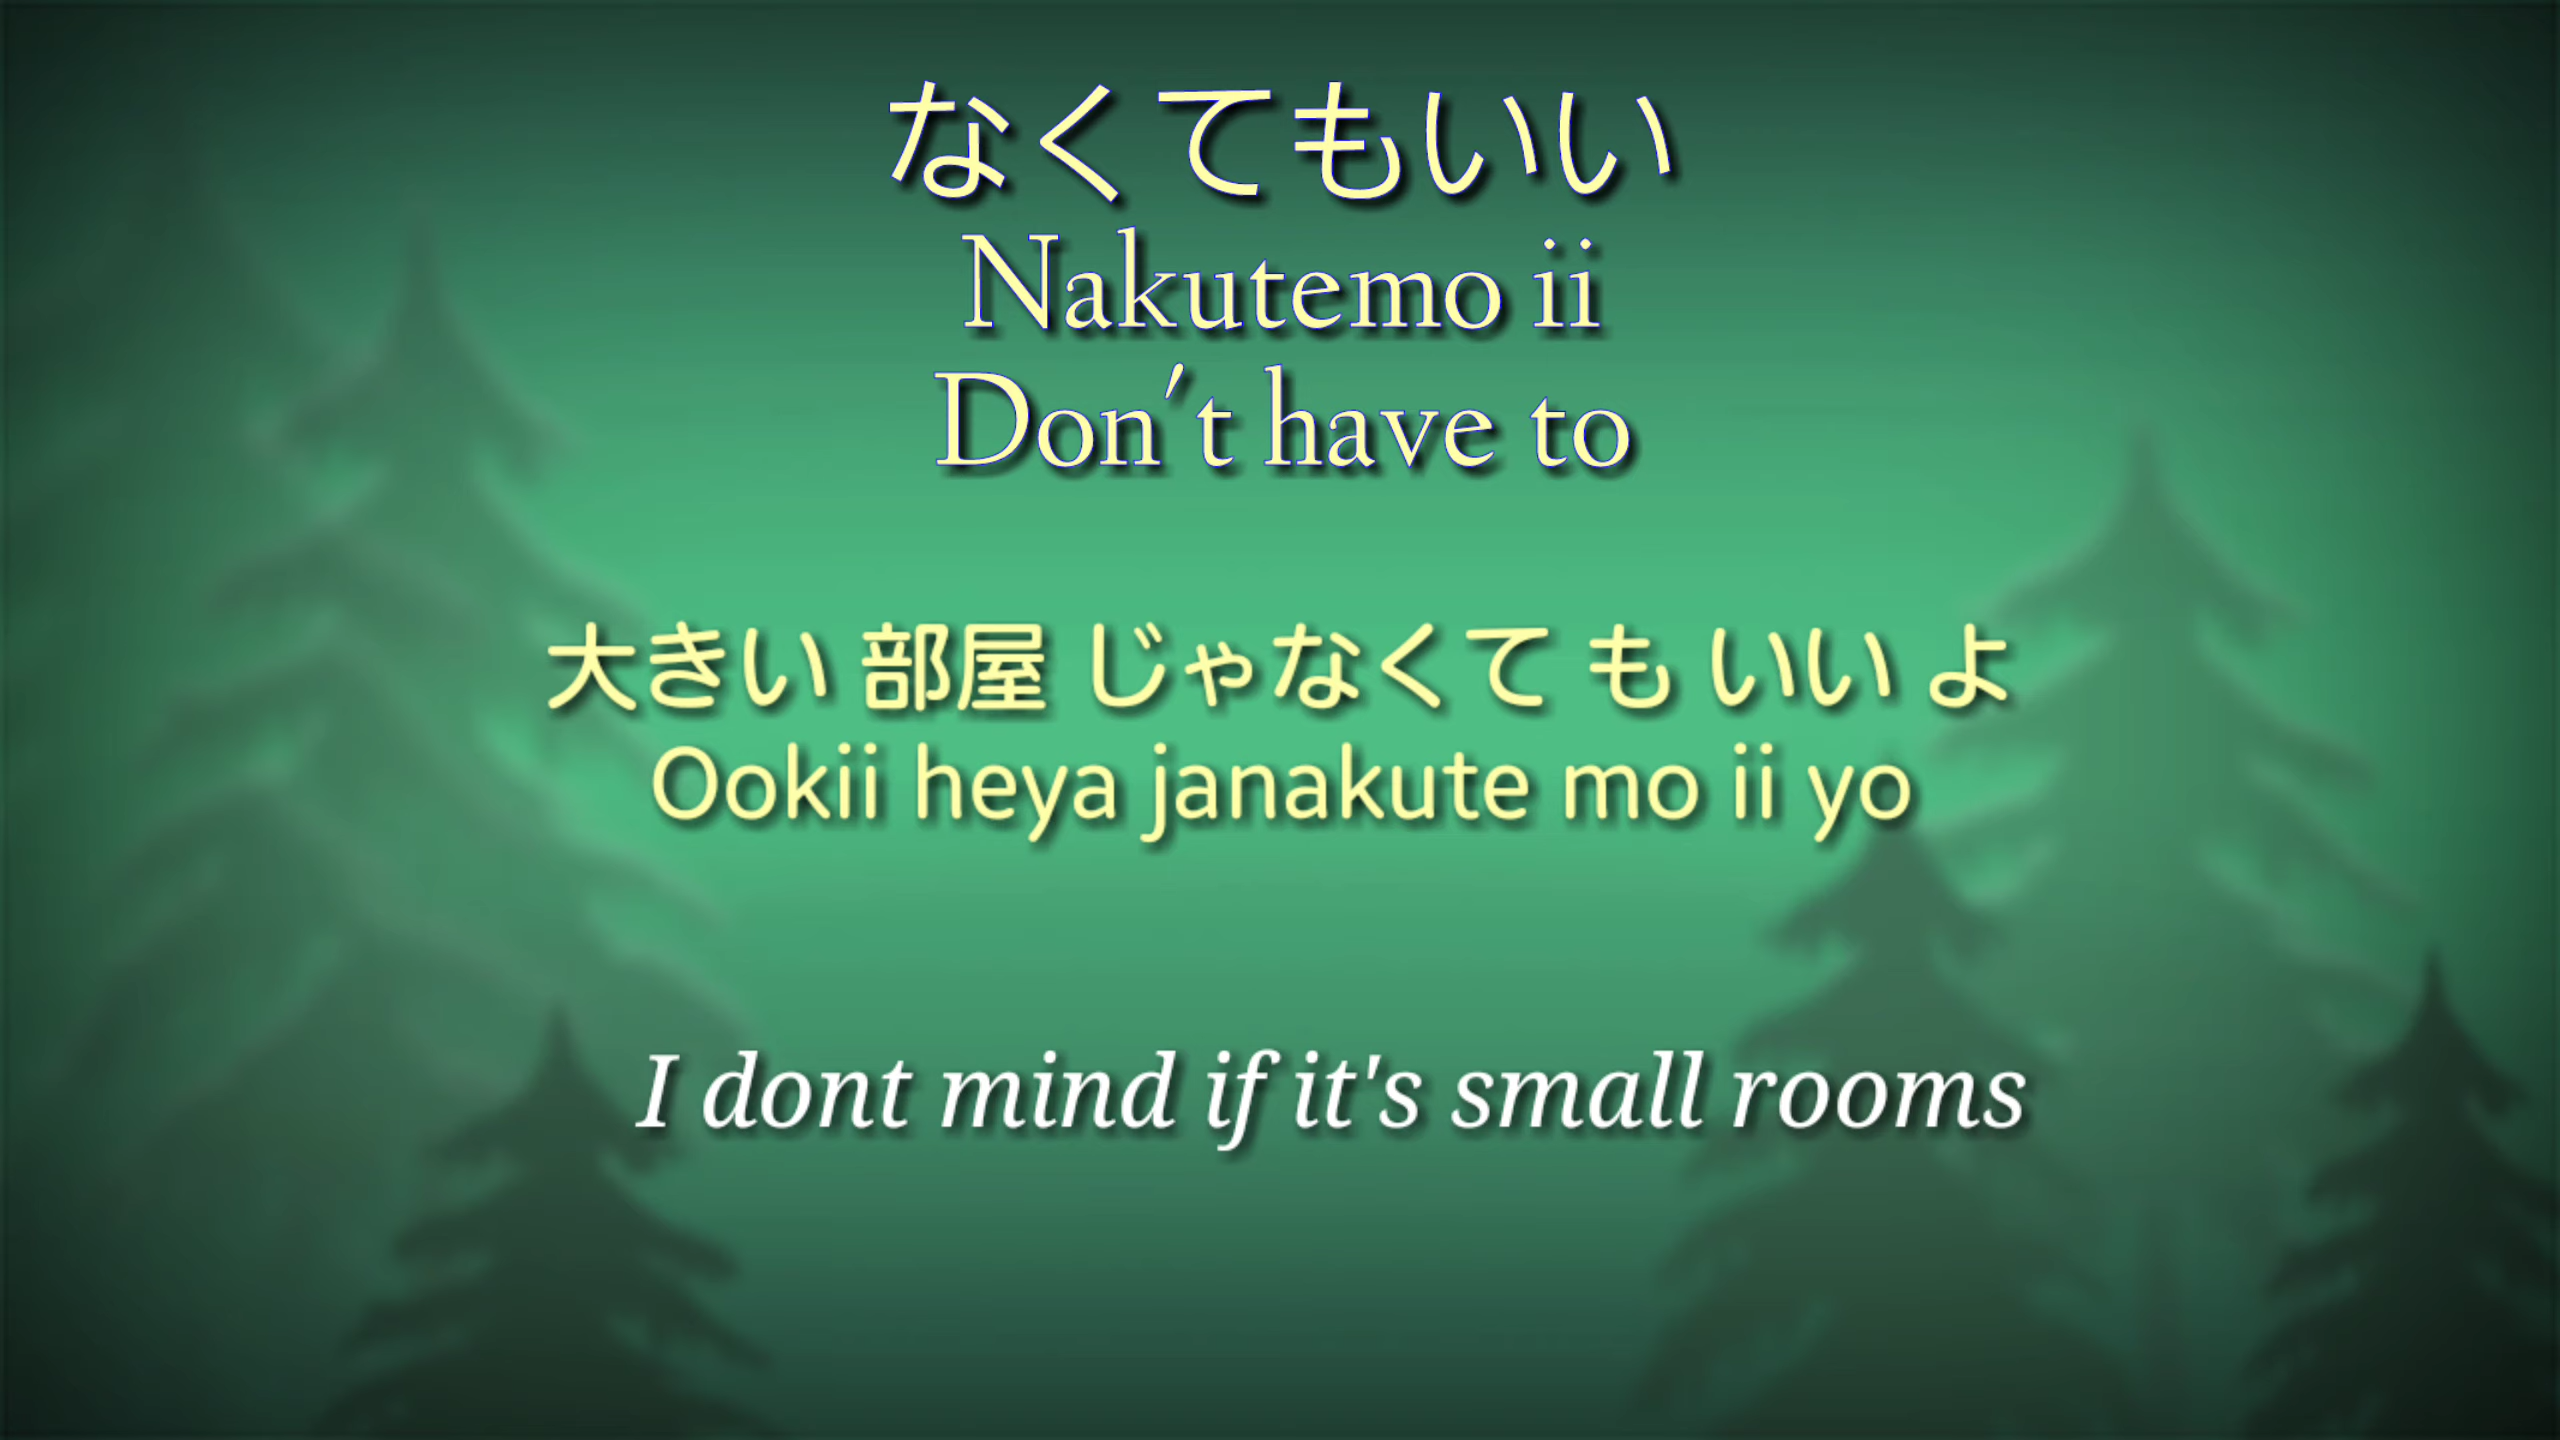 なくてもいい
Nakutemo ii
Don't have to
大きい 部屋 じゃなくて も いい よ
Ookii heya janakute mo ii yo
I dont mind if it's small rooms